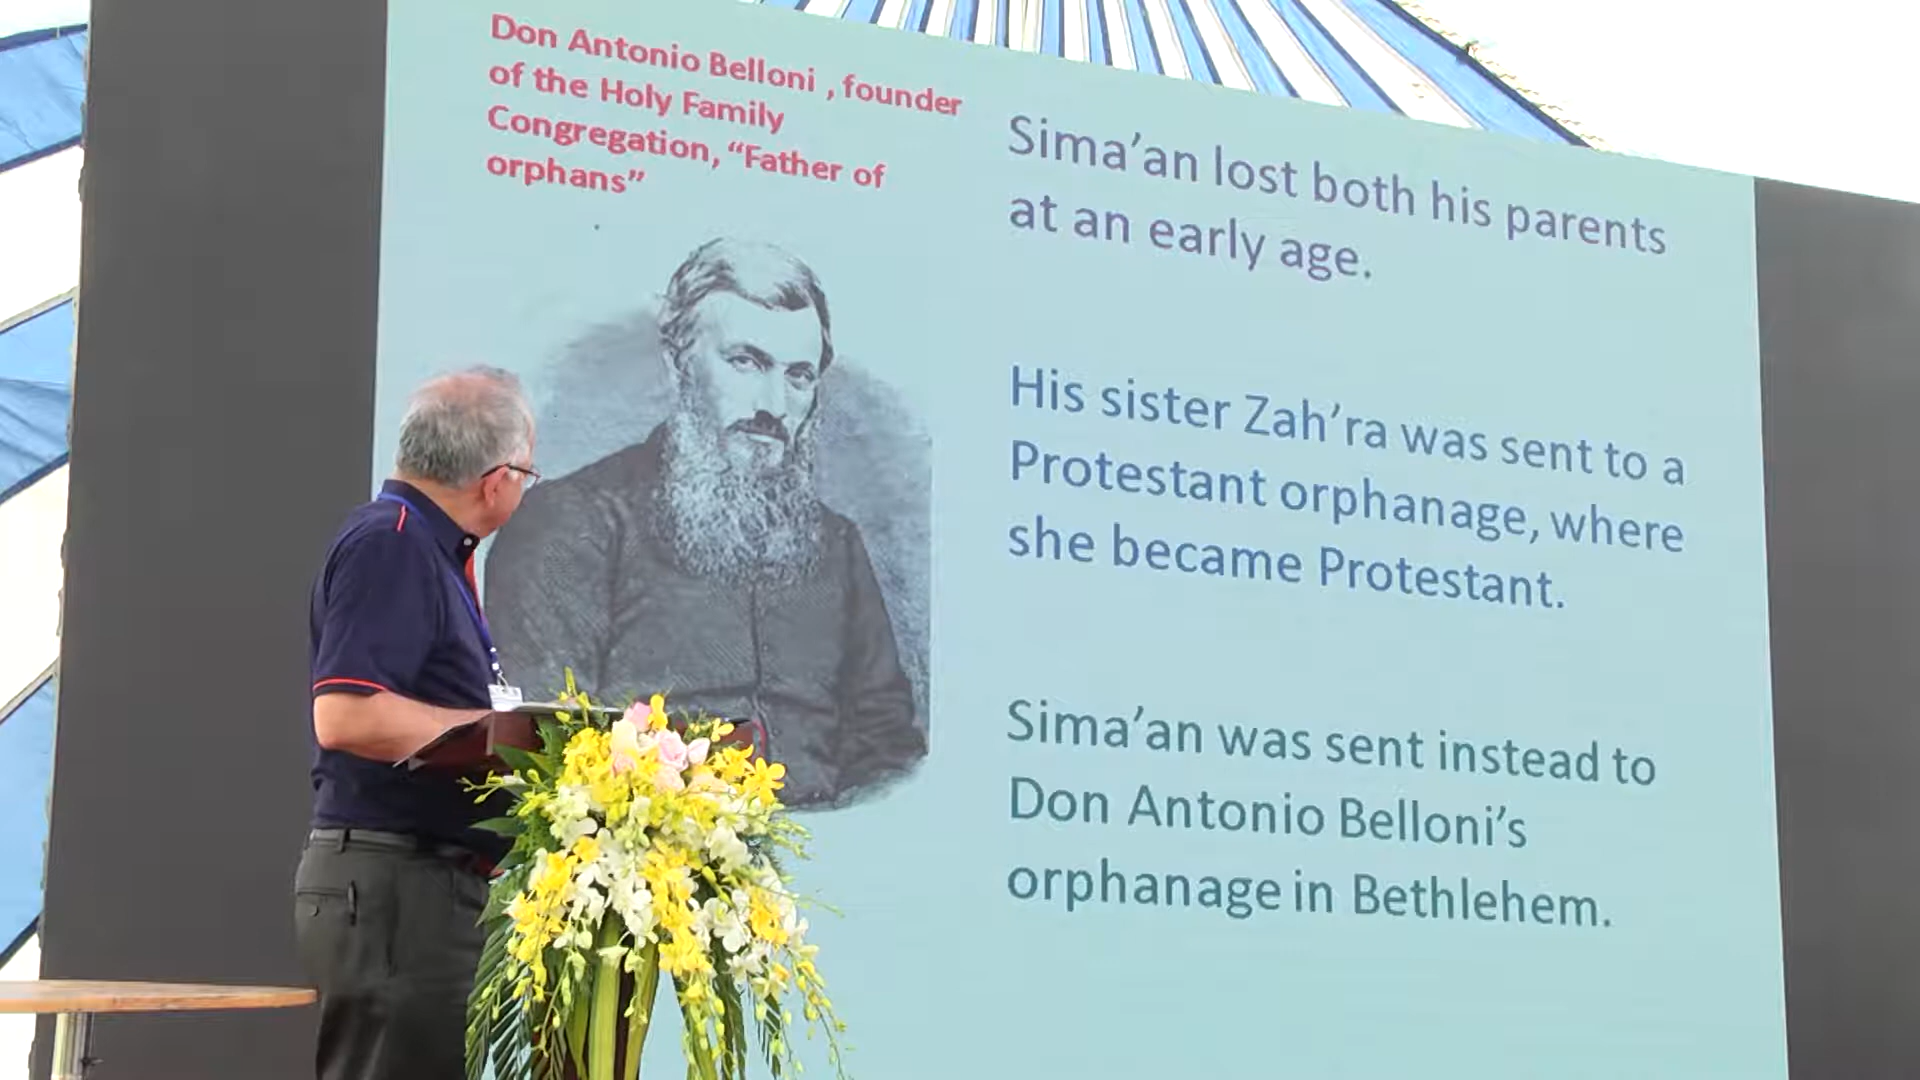 Don Antonio Belloni , founder
of the Holy Family
Congregation, “Father of
orphans”
Sima’an lost both his parents
at an early age.
His sister Zah’ra was sent to a
Protestant orphanage, where
she became Protestant.
Sima’an was sent instead to
Don Antonio Belloni’s
orphanage in Bethlehem.